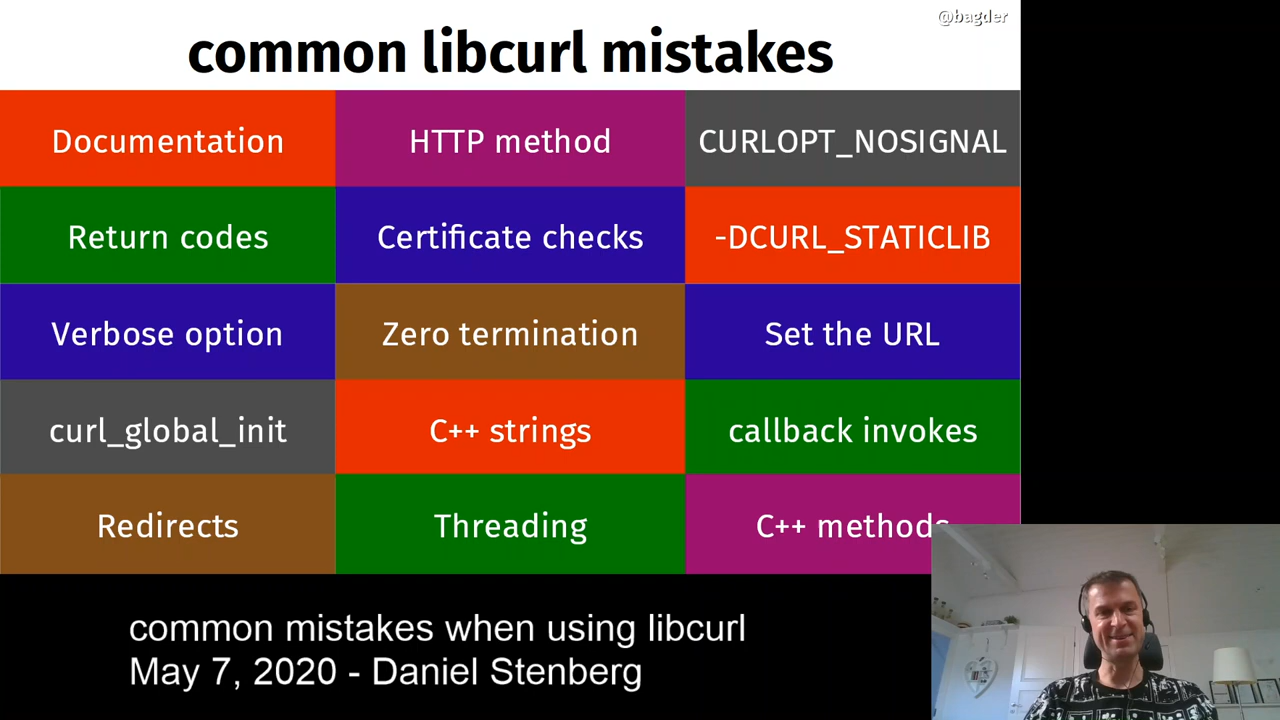 @bagder
common libcurl mistakes
Documentation
HTTP method
CURLOPT_NOSIGNAL
Return codes
Certificate checks
-DCURL_STATICLIB
Verbose option
Zero termination
Set the URL
curl_global_init
C++ strings
callback invokes
Redirects
Threading
C++ methods
common mistakes when using libcurl
May 7, 2020 - Daniel Stenberg